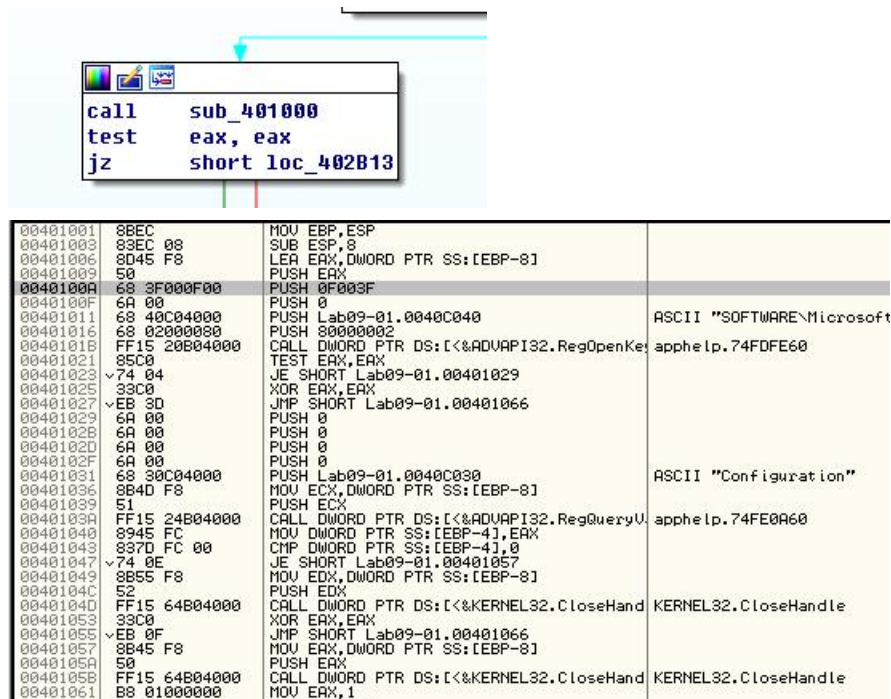 call sub_401000
test eax, eax
jz short loc_402B13
00401001 8BEC MOV EBP,ESP
00401003 83EC 08 SUB ESP,8
00401006 8D45 F8 LEA EAX,DWORD PTR SS:[EBP-8]
00401009 50 PUSH EAX
0040100A 68 3F000F00 PUSH 0F003F
0040100F 6A 00 PUSH 0
00401011 68 40C04000 PUSH Lab09-01.0040C040 ASCII "SOFTWARE\Microsoft
00401016 68 02000080 PUSH 80000002
0040101B FF15 20B04000 CALL DWORD PTR DS:[<&ADVAPI32.RegOpenKe apphelp.74FDFE60
00401021 85C0 TEST EAX,EAX
00401023 74 04 JE SHORT Lab09-01.00401029
00401025 33C0 XOR EAX,EAX
00401027 EB 3D JMP SHORT Lab09-01.00401066
00401029 6A 00 PUSH 0
0040102B 6A 00 PUSH 0
0040102D 6A 00 PUSH 0
0040102F 6A 00 PUSH 0
00401031 68 30C04000 PUSH Lab09-01.0040C030 ASCII "Configuration"
00401036 8B4D F8 MOV ECX,DWORD PTR SS:[EBP-8]
00401039 51 PUSH ECX
0040103A FF15 24B04000 CALL DWORD PTR DS:[<&ADVAPI32.RegQueryV apphelp.74FE0A60
00401040 8945 FC MOV DWORD PTR SS:[EBP-4],EAX
00401043 837D FC 00 CMP DWORD PTR SS:[EBP-4],0
00401047 74 0E JE SHORT Lab09-01.00401057
00401049 8B55 F8 MOV EDX,DWORD PTR SS:[EBP-8]
0040104C 52 PUSH EDX
0040104D FF15 64B04000 CALL DWORD PTR DS:[<&KERNEL32.CloseHand KERNEL32.CloseHandle
00401053 33C0 XOR EAX,EAX
00401055 EB 0F JMP SHORT Lab09-01.00401066
00401057 8B45 F8 MOV EAX,DWORD PTR SS:[EBP-8]
0040105A 50 PUSH EAX
0040105B FF15 64B04000 CALL DWORD PTR DS:[<&KERNEL32.CloseHand KERNEL32.CloseHandle
00401061 B8 01000000 MOV EAX,1